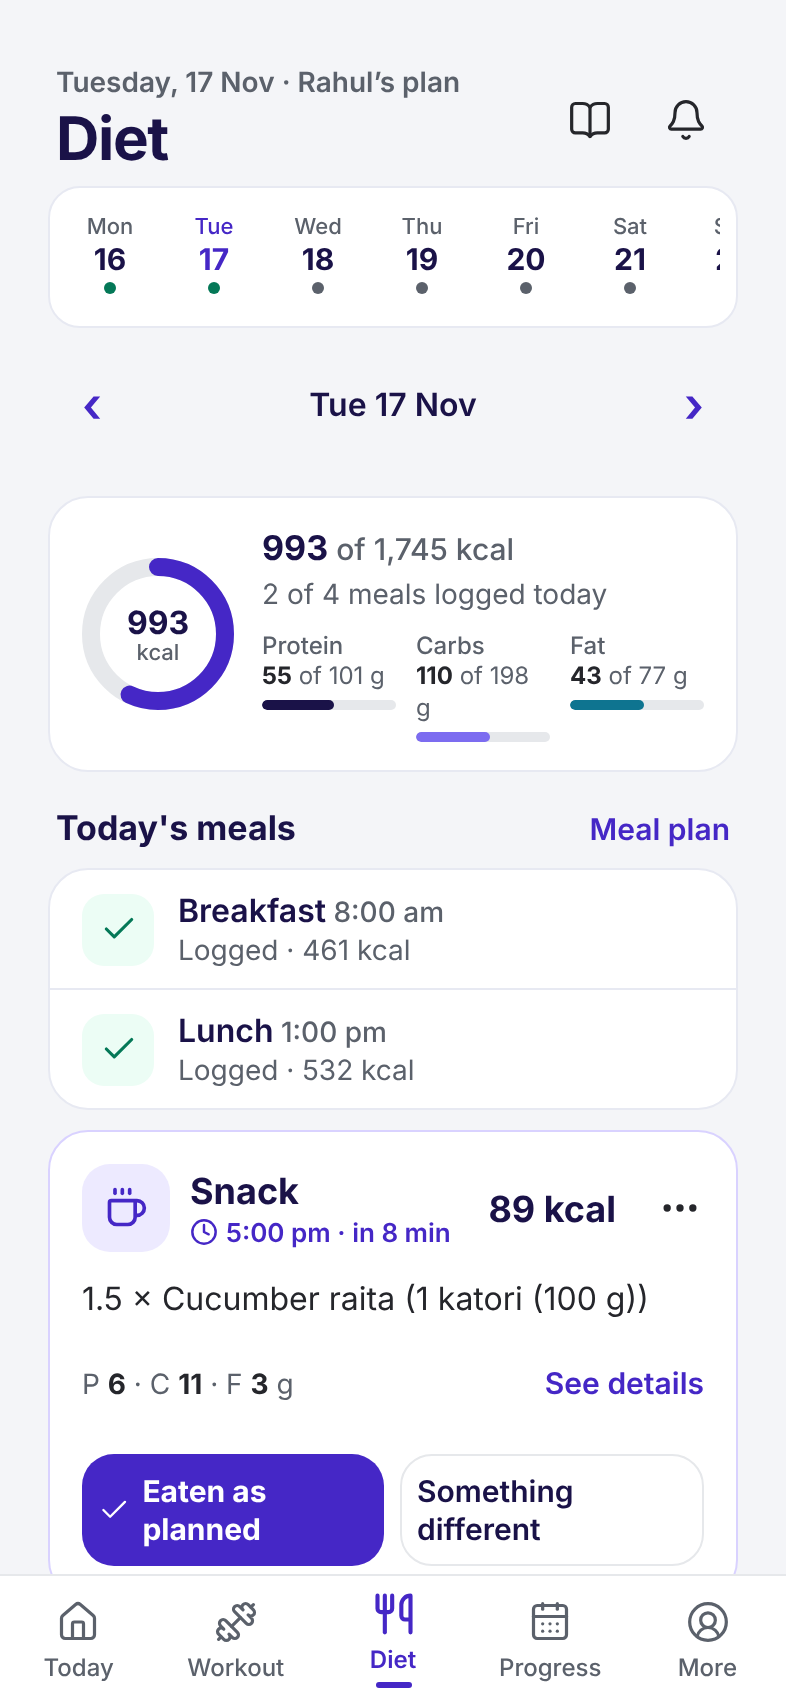 Tuesday, 17 Nov · Rahul’s plan
Diet
Mon Tue Wed Thu Fri Sat
16 17 18 19 20 21
‹ Tue 17 Nov ›
993 kcal
993 of 1,745 kcal
2 of 4 meals logged today
Protein Carbs Fat
55 of 101 g 110 of 198 g 43 of 77 g
Today's meals Meal plan
Breakfast 8:00 am
Logged · 461 kcal
Lunch 1:00 pm
Logged · 532 kcal
Snack 89 kcal
5:00 pm · in 8 min
1.5 × Cucumber raita (1 katori (100 g))
P 6 · C 11 · F 3 g See details
Eaten as planned
Something different
Today Workout Diet Progress More